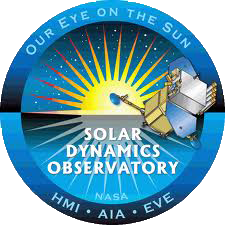 OUR EYE ON THE SUN
SOLAR
DYNAMICS
OBSERVATORY
NASA
HMI • AIA • EVE